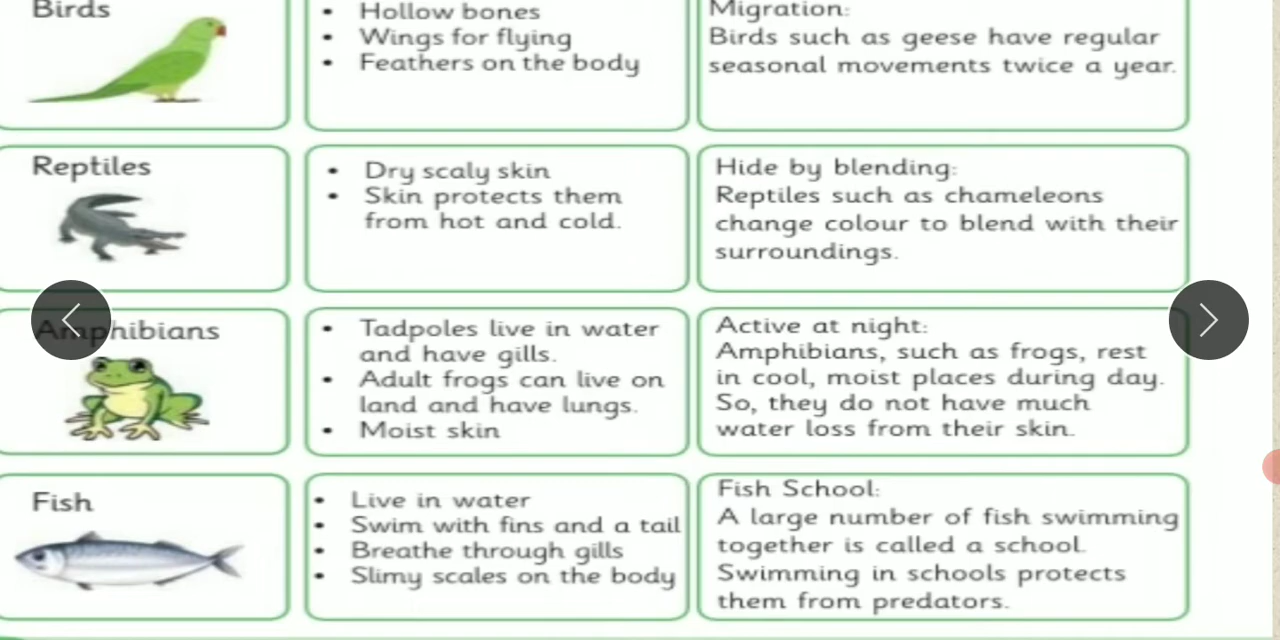 Birds
• Hollow bones
• Wings for flying
• Feathers on the body
Migration:
Birds such as geese have regular
seasonal movements twice a year.
Reptiles
• Dry scaly skin
• Skin protects them
from hot and cold.
Hide by blending:
Reptiles such as chameleons
change colour to blend with their
surroundings.
Amphibians
• Tadpoles live in water
and have gills.
• Adult frogs can live on
land and have lungs.
• Moist skin
Active at night:
Amphibians, such as frogs, rest
in cool, moist places during day.
So, they do not have much
water loss from their skin.
Fish
• Live in water
• Swim with fins and a tail
• Breathe through gills
• Slimy scales on the body
Fish School:
A large number of fish swimming
together is called a school.
Swimming in schools protects
them from predators.